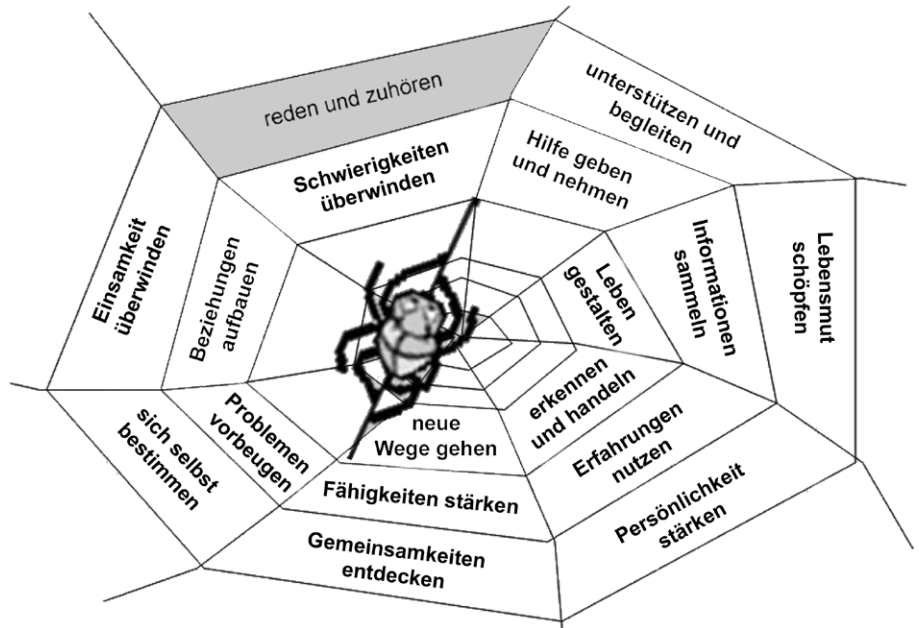 reden und zuhören
unterstützen und
begleiten
Schwierigkeiten
überwinden
Hilfe geben
und nehmen
Einsamkeit
überwinden
Beziehungen
aufbauen
Leben
gestalten
Informationen
sammeln
Lebensmut
schöpfen
sich selbst
bestimmen
Problemen
vorbeugen
neue
Wege gehen
erkennen
und handeln
Erfahrungen
nutzen
Fähigkeiten stärken
Persönlichkeit
stärken
Gemeinsamkeiten
entdecken